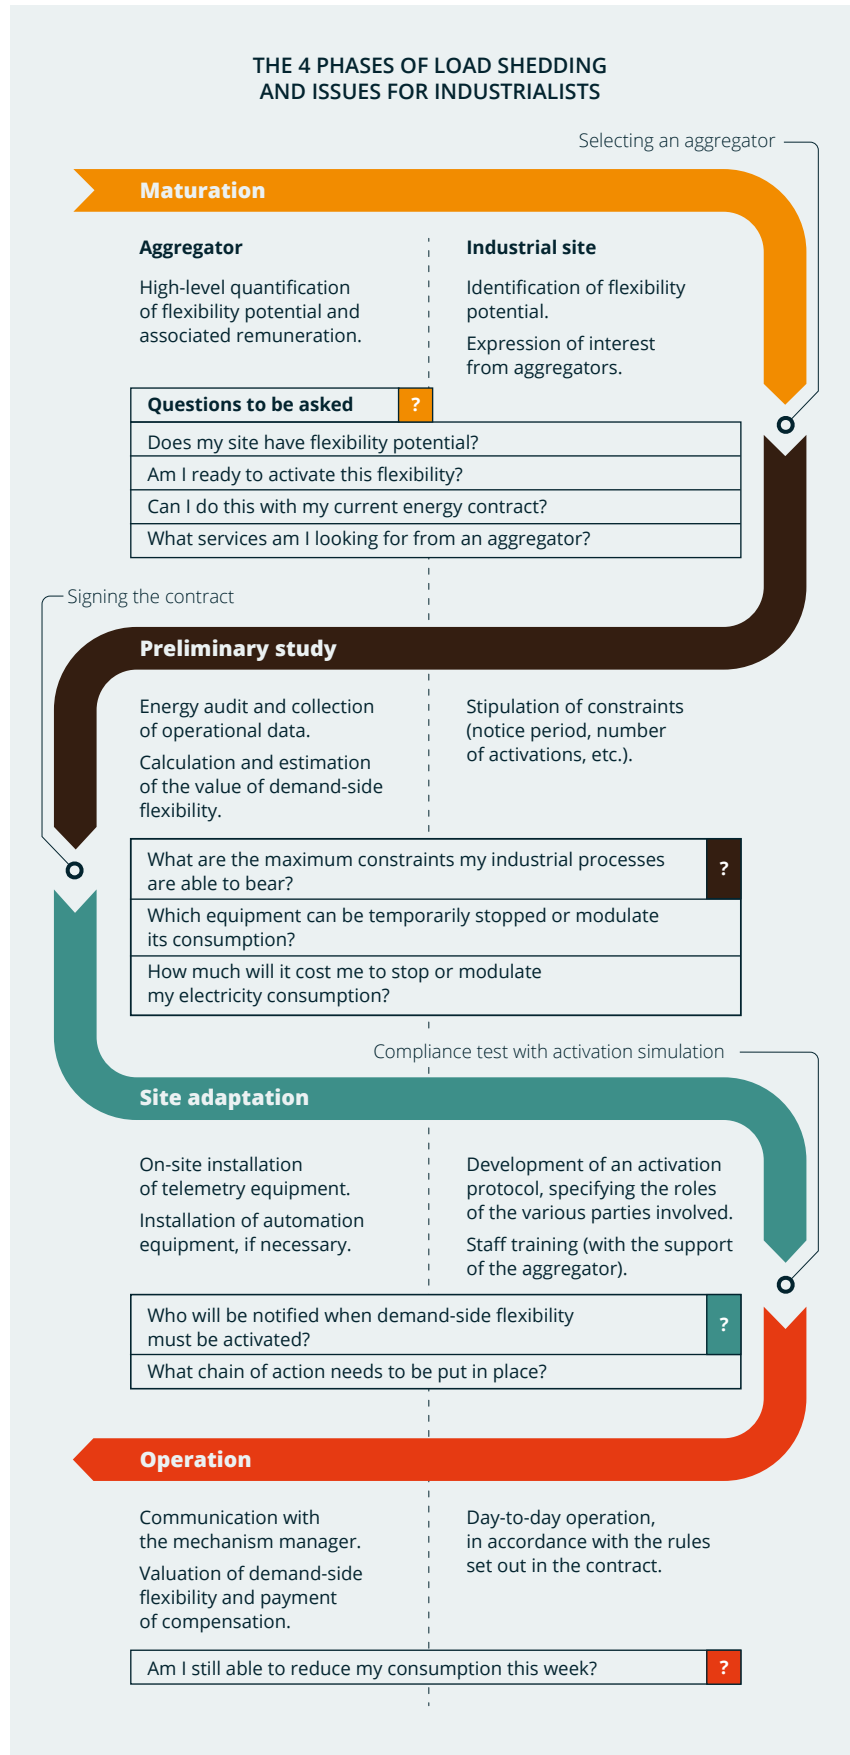 THE 4 PHASES OF LOAD SHEDDING
AND ISSUES FOR INDUSTRIALISTS
Selecting an aggregator
Maturation
Aggregator
High-level quantification
of flexibility potential and
associated remuneration.
Industrial site
Identification of flexibility
potential.
Expression of interest
from aggregators.
Questions to be asked
?
Does my site have flexibility potential?
Am I ready to activate this flexibility?
Can I do this with my current energy contract?
What services am I looking for from an aggregator?
Signing the contract
Preliminary study
Energy audit and collection
of operational data.
Calculation and estimation
of the value of demand-side
flexibility.
Stipulation of constraints
(notice period, number
of activations, etc.).
What are the maximum constraints my industrial processes
are able to bear?
?
Which equipment can be temporarily stopped or modulate
its consumption?
How much will it cost me to stop or modulate
my electricity consumption?
Compliance test with activation simulation
Site adaptation
On-site installation
of telemetry equipment.
Installation of automation
equipment, if necessary.
Development of an activation
protocol, specifying the roles
of the various parties involved.
Staff training (with the support
of the aggregator).
Who will be notified when demand-side flexibility
must be activated?
?
What chain of action needs to be put in place?
Operation
Communication with
the mechanism manager.
Valuation of demand-side
flexibility and payment
of compensation.
Day-to-day operation,
in accordance with the rules
set out in the contract.
Am I still able to reduce my consumption this week?
?